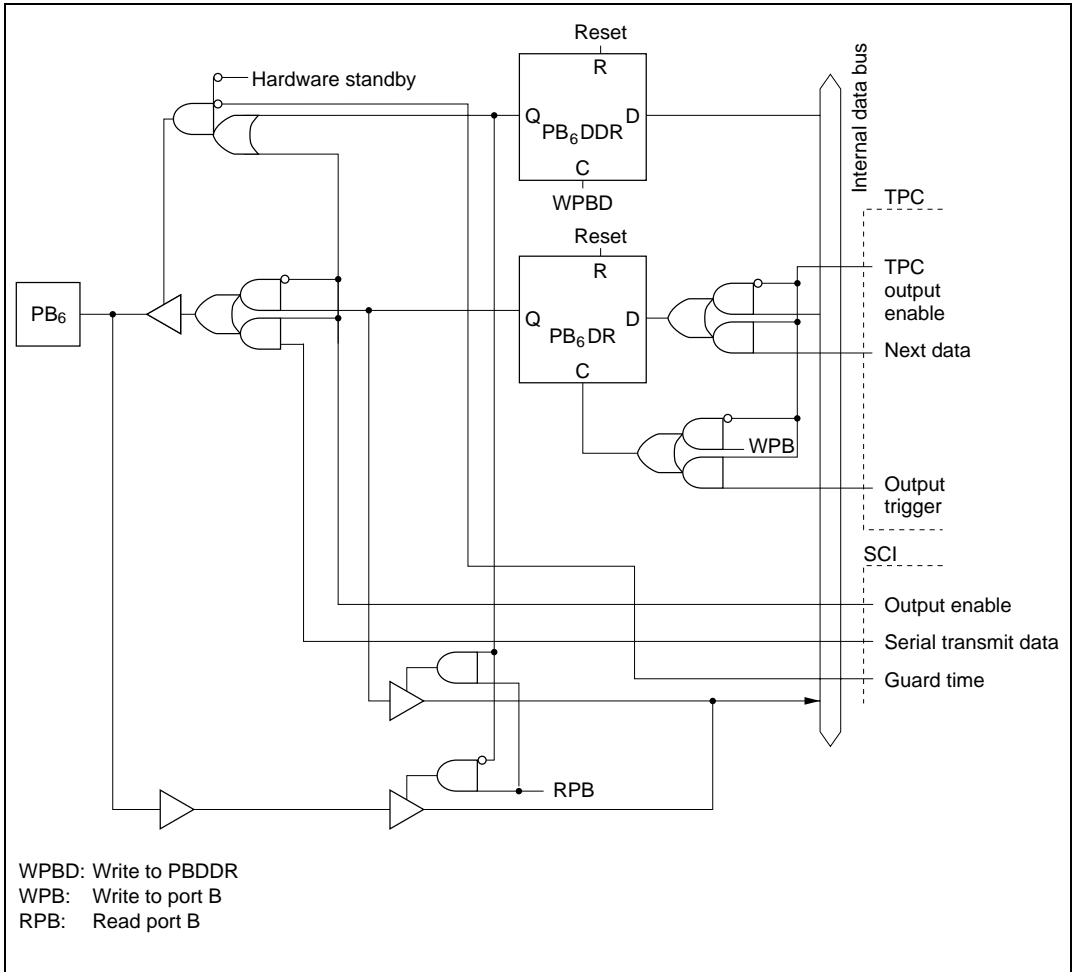 Reset
R
Hardware standby
Q
D
PB6DDR
C
WPBD
Internal data bus
TPC
Reset
R
TPC
output
enable
PB6
Q
D
PB6DR
Next data
C
WPB
Output
trigger
SCI
Output enable
Serial transmit data
Guard time
RPB
WPBD: Write to PBDDR
WPB: Write to port B
RPB: Read port B